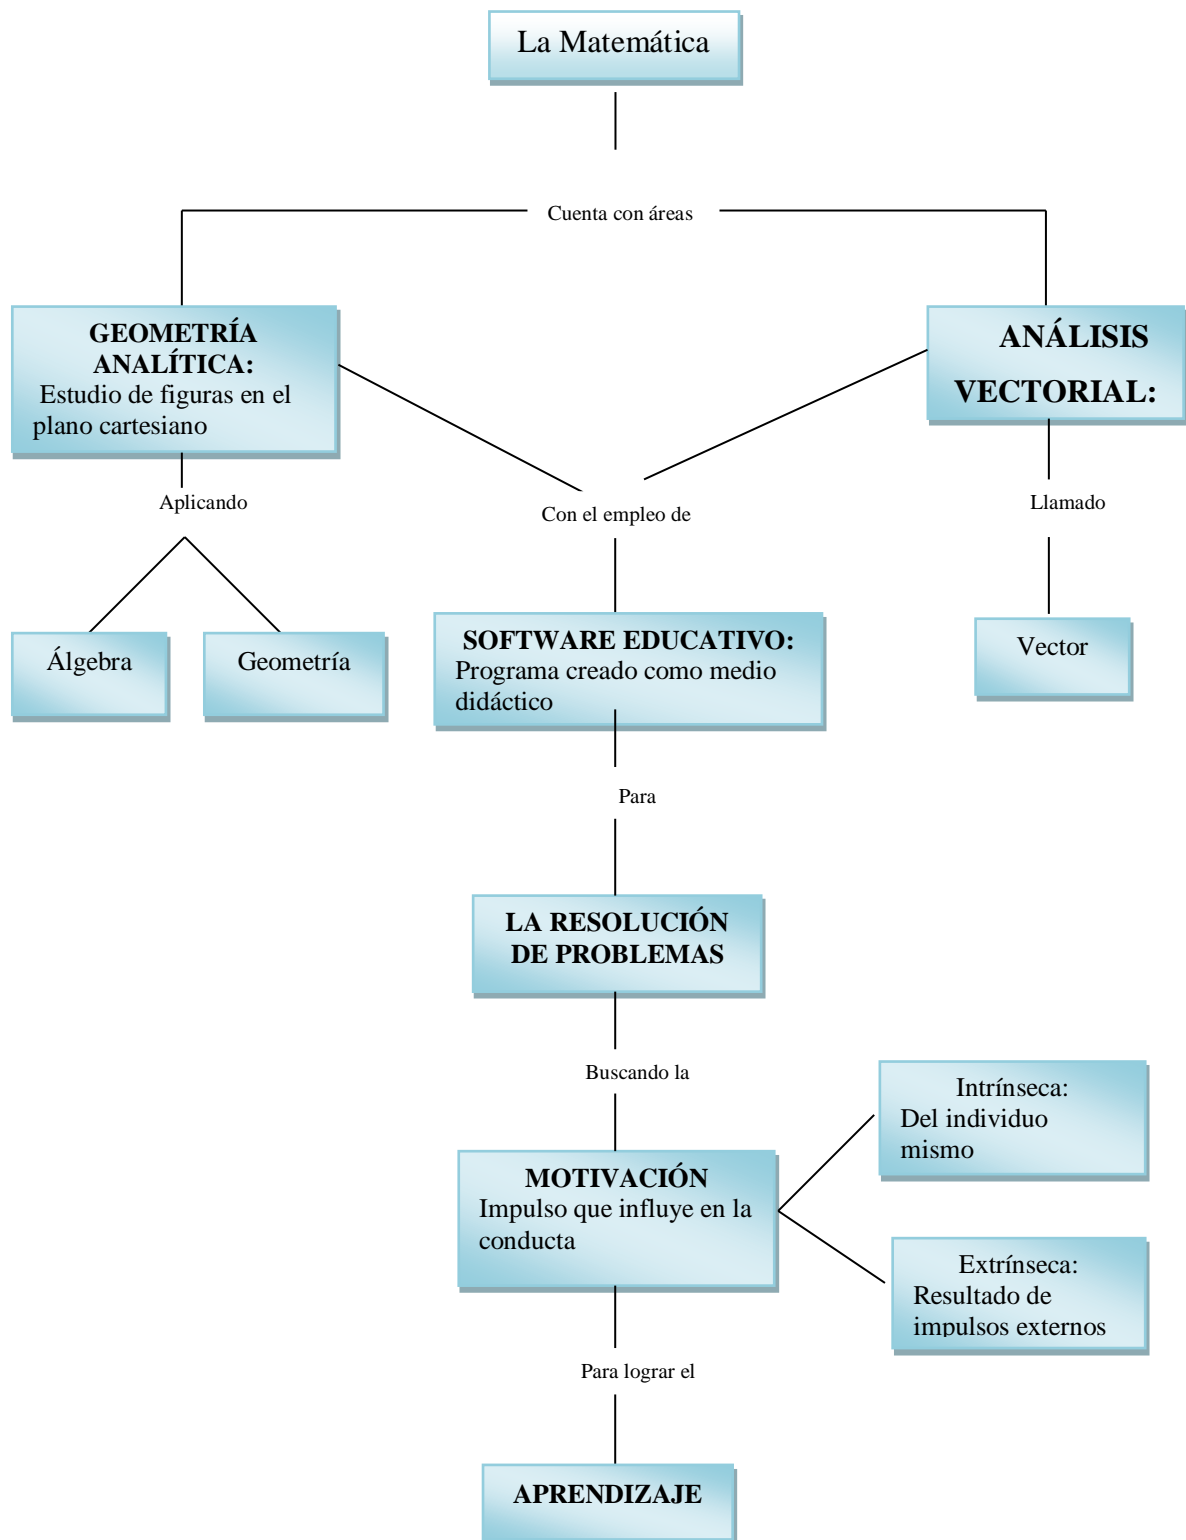 La Matemática
Cuenta con áreas
GEOMETRÍA
ANALÍTICA:
Estudio de figuras en el
plano cartesiano
ANÁLISIS
VECTORIAL:
Aplicando
Con el empleo de
Llamado
Álgebra
Geometría
SOFTWARE EDUCATIVO:
Programa creado como medio
didáctico
Vector
Para
LA RESOLUCIÓN
DE PROBLEMAS
Buscando la
Intrínseca:
Del individuo
mismo
MOTIVACIÓN
Impulso que influye en la
conducta
Extrínseca:
Resultado de
impulsos externos
Para lograr el
APRENDIZAJE